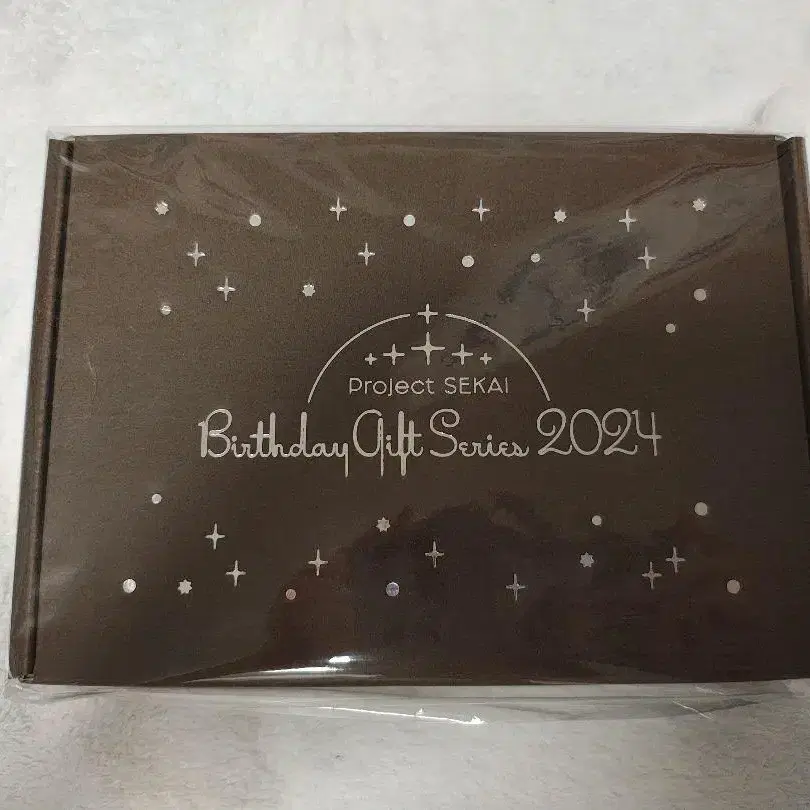 Project SEKAI
Birthday Gift Series 2024